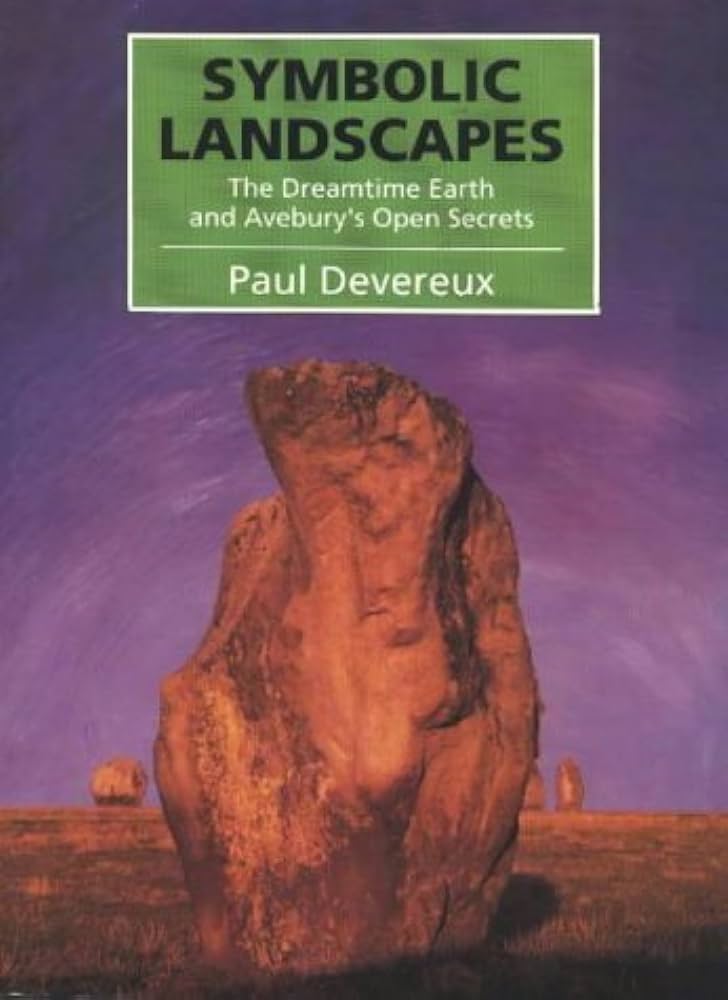 SYMBOLIC
LANDSCAPES
The Dreamtime Earth
and Avebury's Open Secrets
Paul Devereux